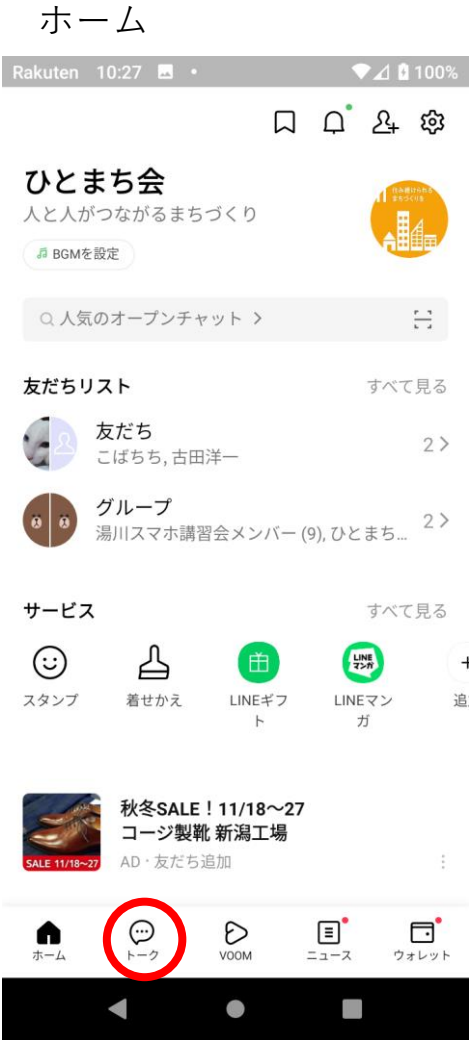 ホーム
Rakuten 10:27 100%
ひとまち会
人と人がつながるまちづくり
BGMを設定
人気のオープンチャット
友だちリスト すべて見る
友だち
こばちち, 古田洋一
2
グループ
湯川スマホ講習会メンバー (9), ひとまち...
2
サービス すべて見る
スタンプ 着せかえ LINEギフト LINEマンガ
秋冬SALE！11/18〜27
コージ製靴 新潟工場
SALE 11/18〜27
AD・友だち追加
ホーム トーク VOOM ニュース ウォレット